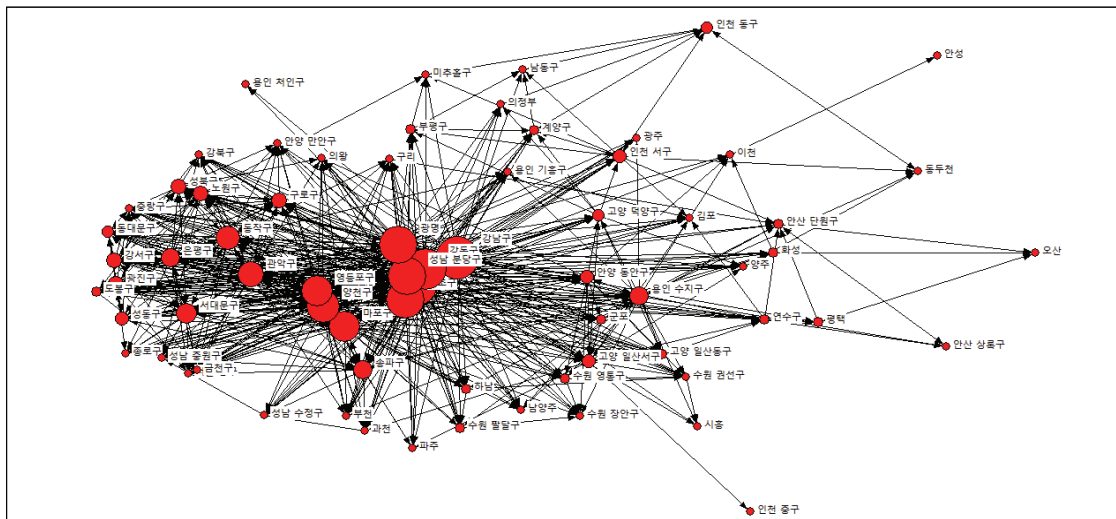 인천 동구
안성
남동구
미추홀구
용인 처인구
의정부
부평구
계양구
광주
안양 만안구
인천 서구
강북구
의왕
구리
이천
동두천
용인 기흥구
성북구
노원구
구로구
중랑구
고양 덕양구
김포
안산 단원구
동대문구
동작구
광명
강남구
강동구
은평구
강서구
성남 분당구
화성
오산
양주
관악구
영등포구
안양 동안구
광진구
도봉구
양천구
용인 수지구
서대문구
마포구
성동구
군포
연수구
평택
안산 상록구
종로구
성남 중원구
고양 일산서구
고양 일산동구
금천구
송파구
수원 영통구
수원 권선구
하남
성남 수정구
부천
남양주
수원 장안구
과천
수원 팔달구
시흥
파주
인천 중구